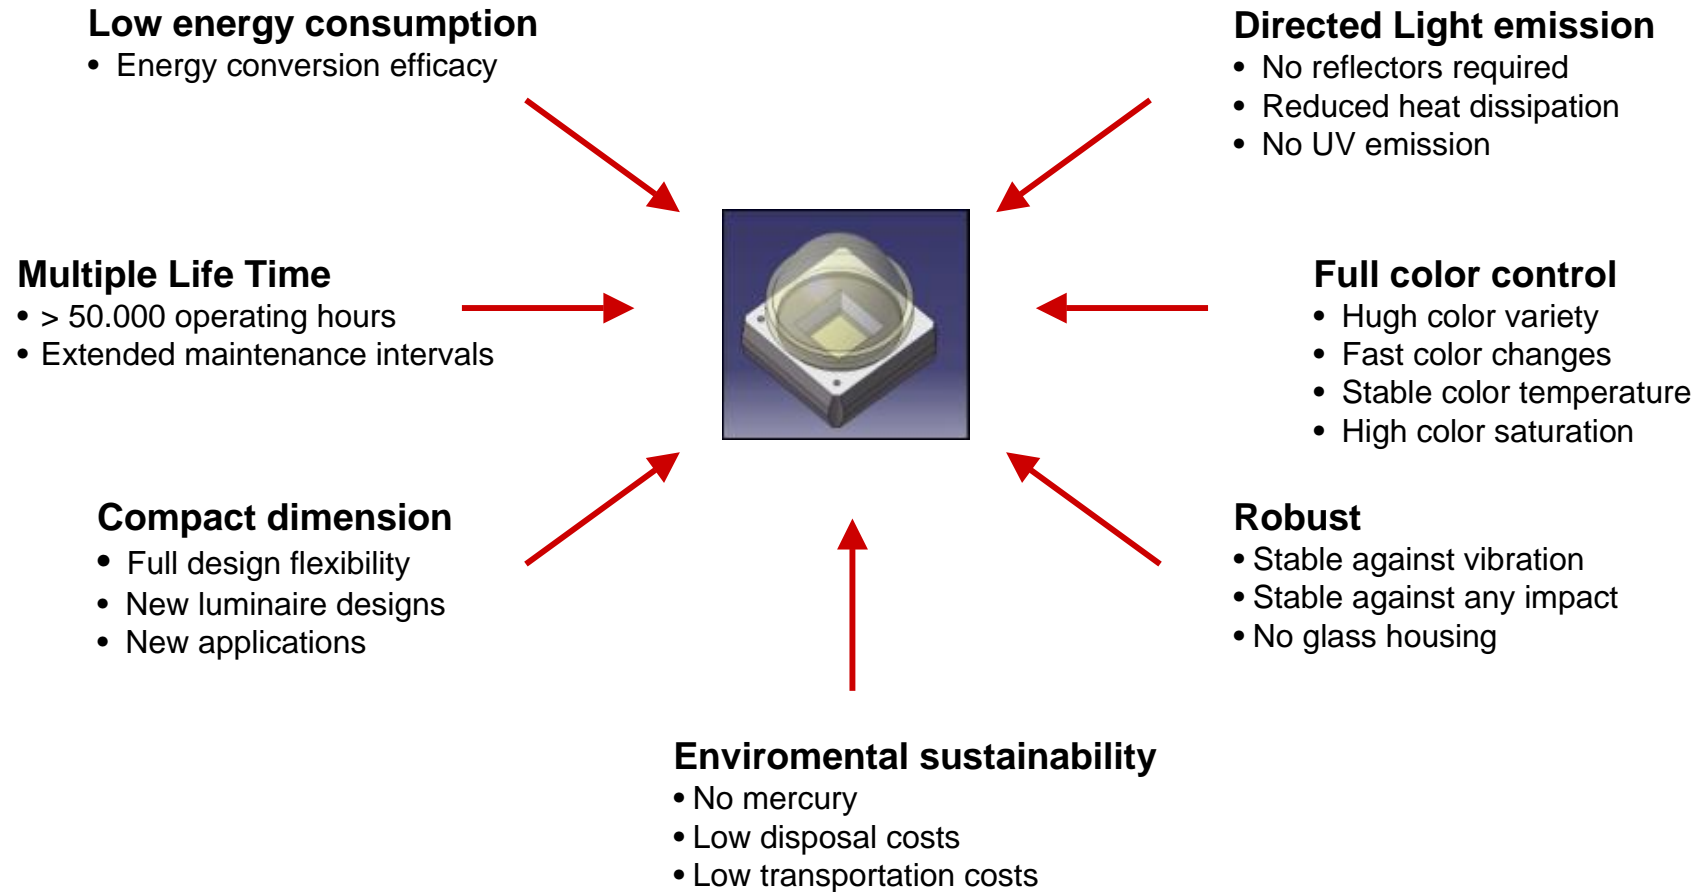 Low energy consumption
• Energy conversion efficacy
Directed Light emission
• No reflectors required
• Reduced heat dissipation
• No UV emission
Multiple Life Time
• > 50.000 operating hours
• Extended maintenance intervals
Full color control
• Hugh color variety
• Fast color changes
• Stable color temperature
• High color saturation
Compact dimension
• Full design flexibility
• New luminaire designs
• New applications
Robust
• Stable against vibration
• Stable against any impact
• No glass housing
Enviromental sustainability
• No mercury
• Low disposal costs
• Low transportation costs